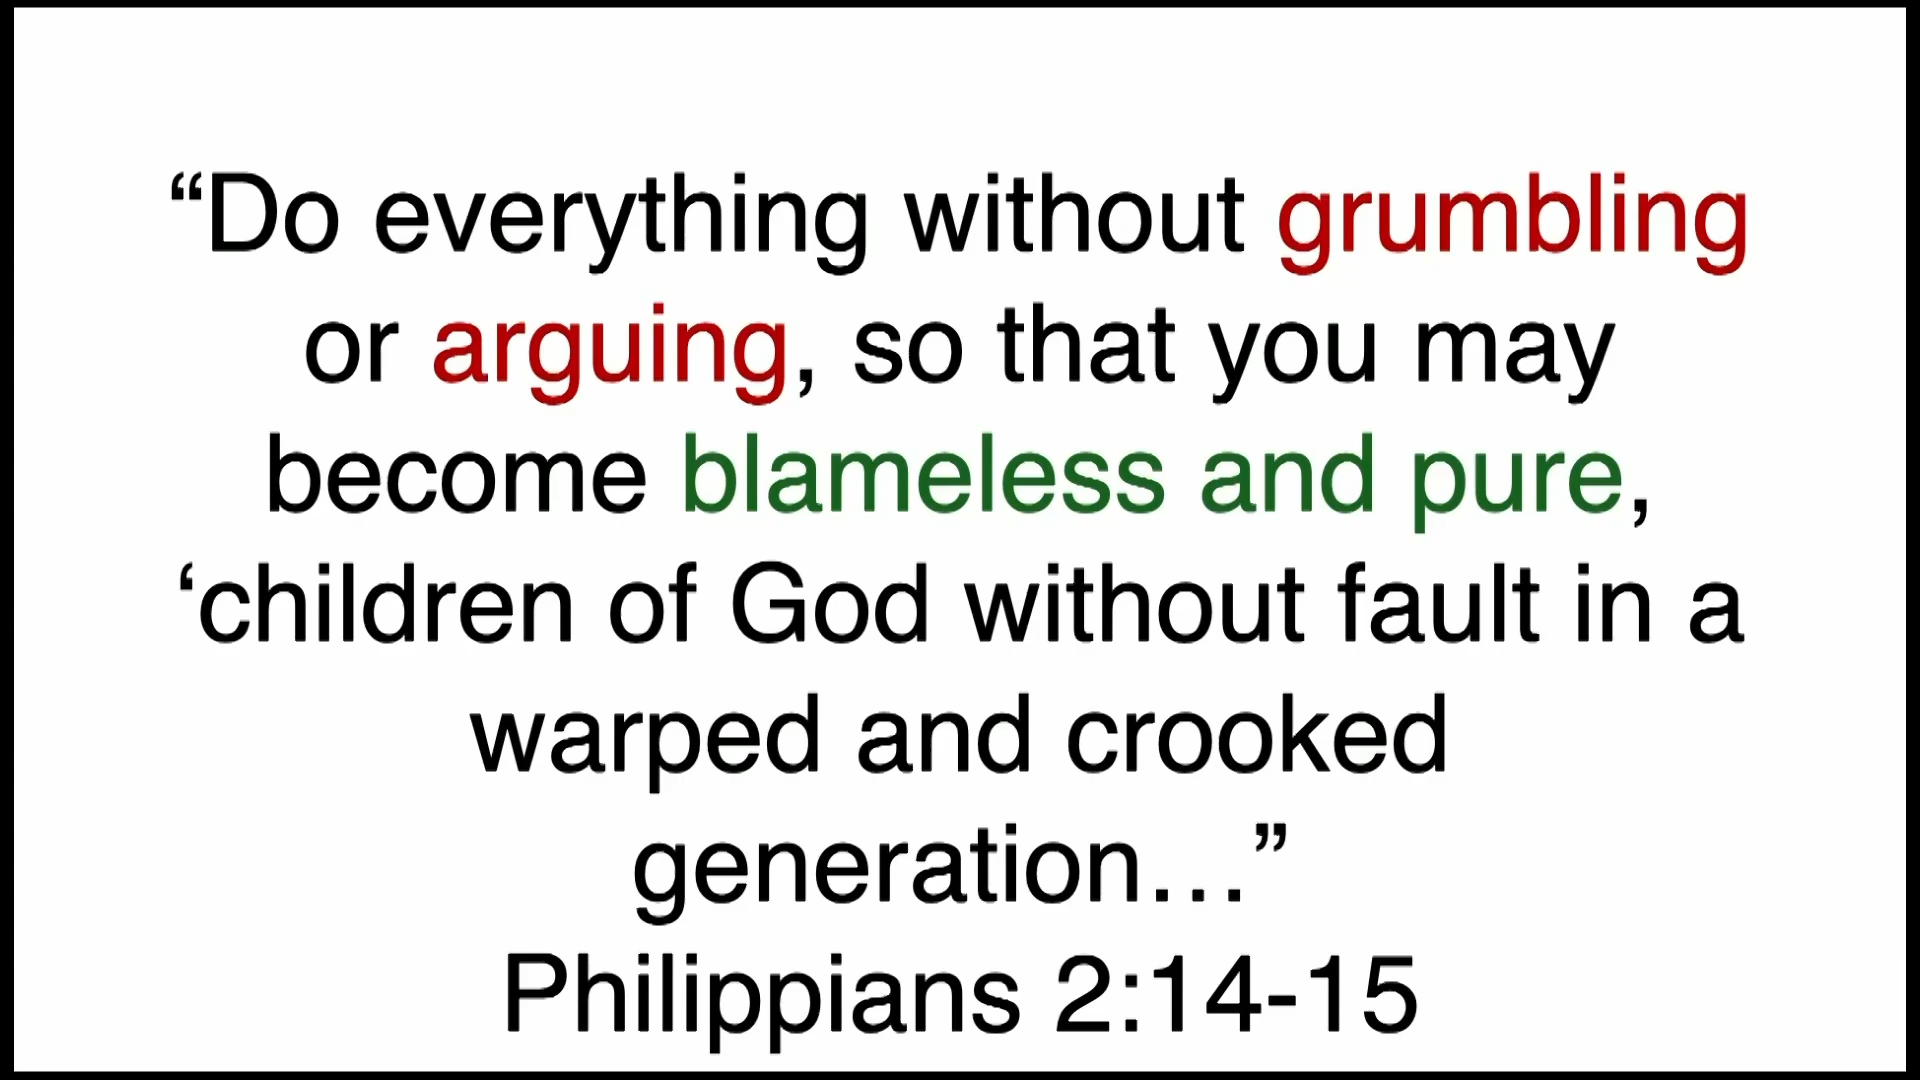 “Do everything without grumbling
or arguing, so that you may
become blameless and pure,
‘children of God without fault in a
warped and crooked
generation…”
Philippians 2:14-15